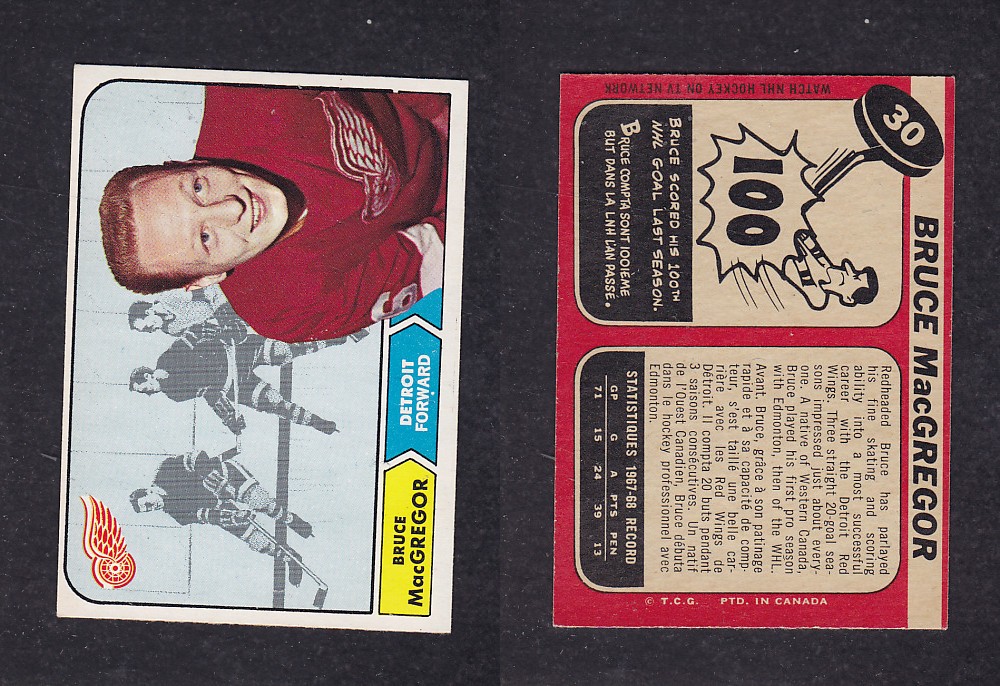 BRUCE
MacGREGOR
DETROIT
FORWARD
6
30
BRUCE MacGREGOR
WATCH NHL HOCKEY ON TV NETWORK
100
BRUCE SCORED HIS 100TH
NHL GOAL LAST SEASON.
BRUCE COMPTA SON 100IÈME
BUT DANS LA LNH L'AN PASSÉ.
Redheaded Bruce has parlayed
his fine skating and scoring
ability into a most successful
career with the Detroit Red
Wings. Three straight 20-goal sea-
sons impressed just about every-
one. A native of Western Canada,
Bruce played his first pro season
with Edmonton, then of the WHL.
Avant. Bruce, grâce à son patinage
rapide et à sa capacité de comp-
teur, s'est taillé une belle car-
rière avec les Red Wings de
Détroit. Il compta 20 buts pendant
3 saisons consécutives. Un natif
de l'Ouest Canadien, Bruce débuta
dans le hockey professionnel avec
Edmonton.
STATISTIQUES 1967-68 RECORD
GP G A PTS PEN
71 15 24 39 13
© T.C.G. PTD. IN CANADA